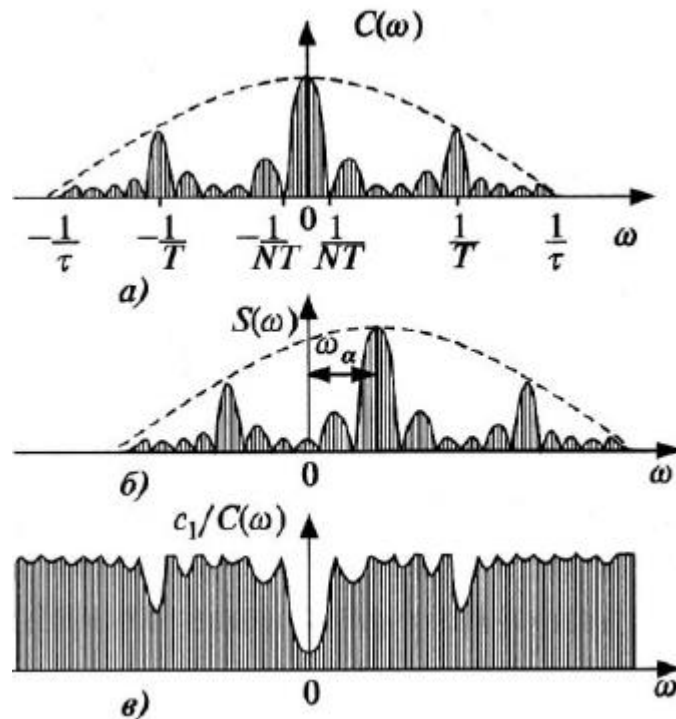 C(ω)
0
-1/τ -1/T -1/NT 1/NT 1/T 1/τ ω
а)
S(ω)
ω_α
0 ω
б)
c₁/C(ω)
0 ω
в)